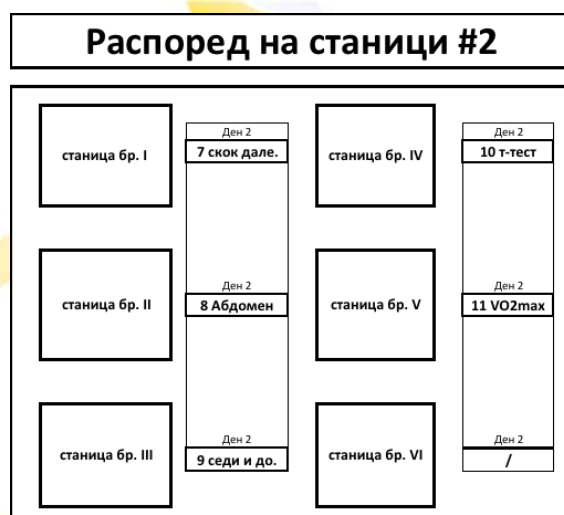 Распоред на станици #2
станица бр. I
Ден 2
7 скок дале.
станица бр. IV
Ден 2
10 т-тест
станица бр. II
Ден 2
8 Абдомен
станица бр. V
Ден 2
11 VO2max
станица бр. III
Ден 2
9 седи и до.
станица бр. VI
Ден 2
/